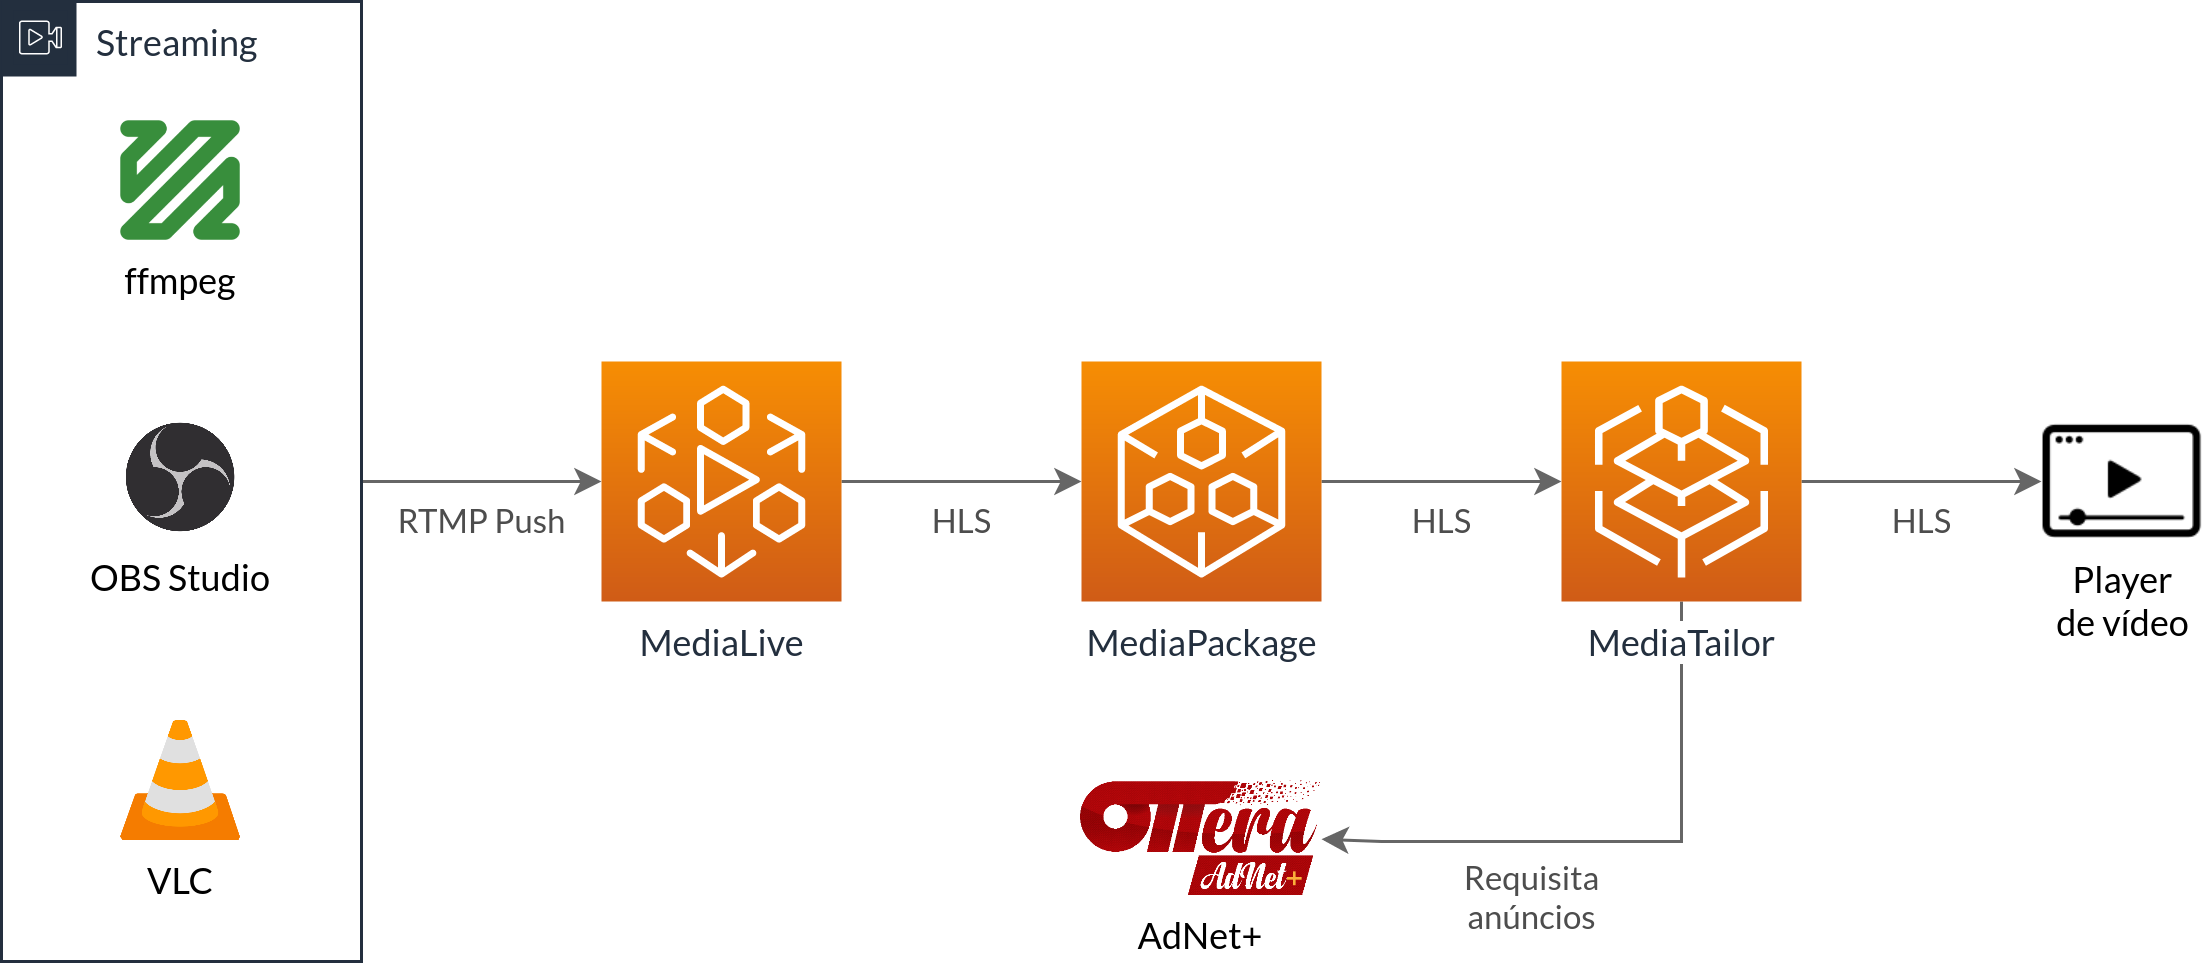 Streaming
ffmpeg
OBS Studio
VLC
RTMP Push
MediaLive
HLS
MediaPackage
HLS
MediaTailor
HLS
Player
de vídeo
OTTera
AdNet+
AdNet+
Requisita
anúncios